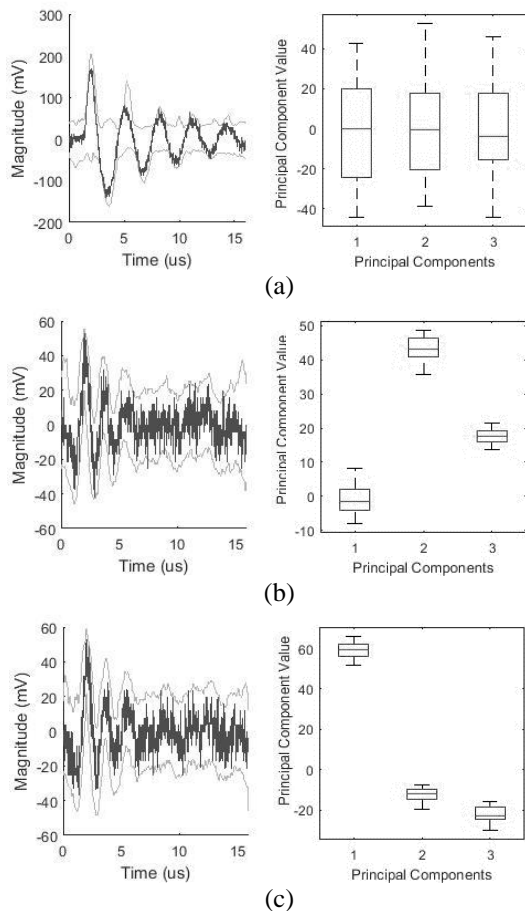 300
200
100
0
-100
-200
Magnitude (mV)
0 5 10 15
Time (us)
40
20
0
-20
-40
Principal Component Value
1 2 3
Principal Components
(a)
60
40
20
0
-20
-40
-60
Magnitude (mV)
0 5 10 15
Time (us)
50
40
30
20
10
0
-10
Principal Component Value
1 2 3
Principal Components
(b)
60
40
20
0
-20
-40
-60
Magnitude (mV)
0 5 10 15
Time (us)
60
40
20
0
-20
Principal Component Value
1 2 3
Principal Components
(c)